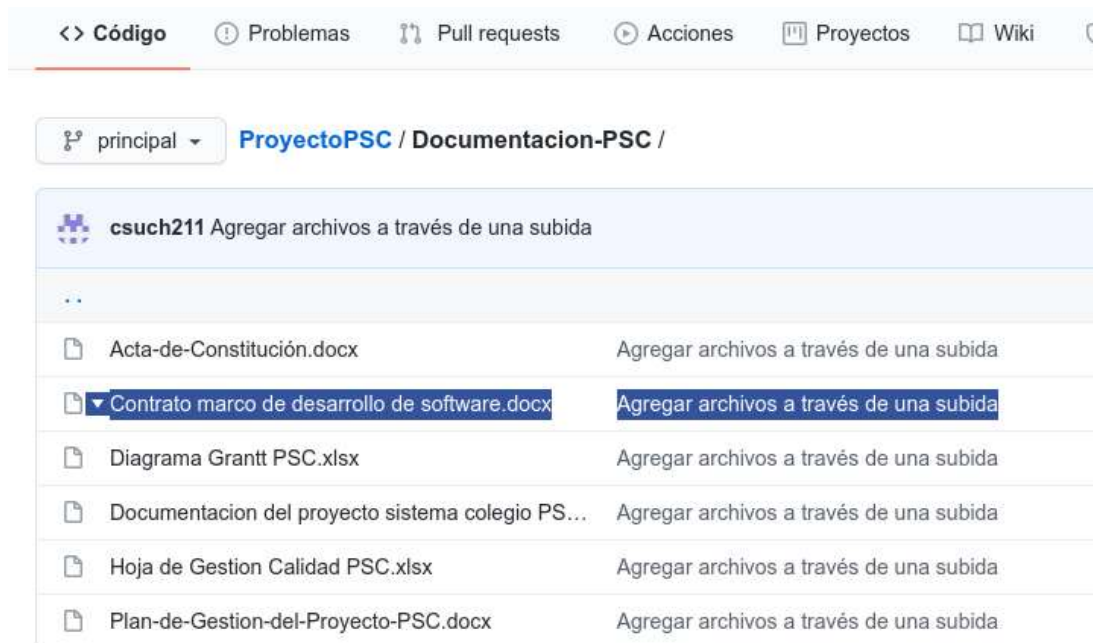 <> Código Problemas Pull requests Acciones Proyectos Wiki
principal ProyectoPSC / Documentacion-PSC /
csuch211 Agregar archivos a través de una subida
..
Acta-de-Constitución.docx Agregar archivos a través de una subida
Contrato marco de desarrollo de software.docx Agregar archivos a través de una subida
Diagrama Grantt PSC.xlsx Agregar archivos a través de una subida
Documentacion del proyecto sistema colegio PS... Agregar archivos a través de una subida
Hoja de Gestion Calidad PSC.xlsx Agregar archivos a través de una subida
Plan-de-Gestion-del-Proyecto-PSC.docx Agregar archivos a través de una subida